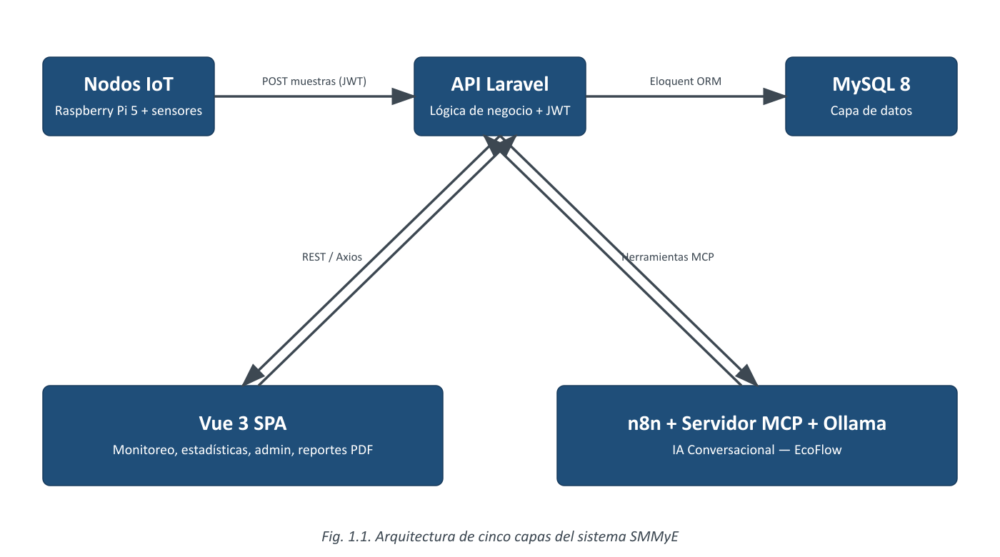 Nodos IoT
Raspberry Pi 5 + sensores
POST muestras (JWT)
API Laravel
Lógica de negocio + JWT
Eloquent ORM
MySQL 8
Capa de datos
REST / Axios
Herramientas MCP
Vue 3 SPA
Monitoreo, estadísticas, admin, reportes PDF
n8n + Servidor MCP + Ollama
IA Conversacional — EcoFlow
Fig. 1.1. Arquitectura de cinco capas del sistema SMMyE